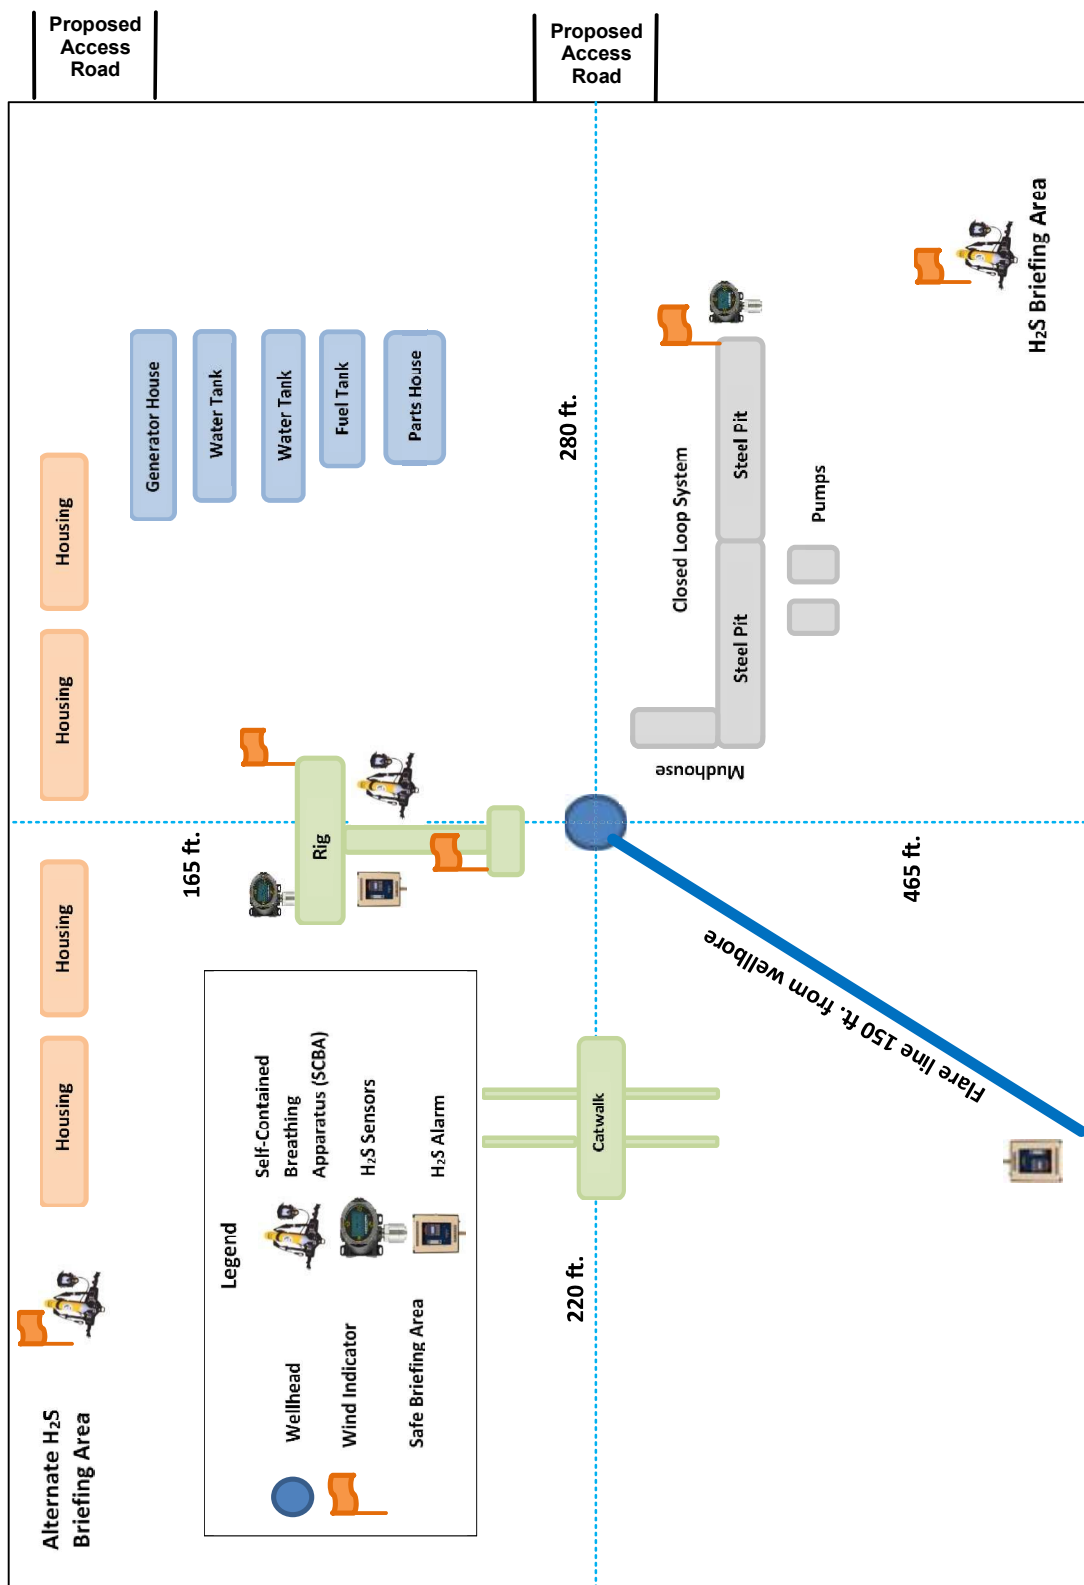 Proposed
Access
Road
Proposed
Access
Road
Housing
Housing
Housing
Housing
Generator House
Water Tank
Water Tank
Fuel Tank
Parts House
280 ft.
165 ft.
Rig
H₂S Briefing Area
Closed Loop System
Steel Pit
Steel Pit
Pumps
Mudhouse
465 ft.
Flare line 150 ft. from wellbore
Catwalk
220 ft.
Alternate H₂S
Briefing Area
Legend
Wellhead
Wind Indicator
Safe Briefing Area
Self-Contained
Breathing
Apparatus (SCBA)
H₂S Sensors
H₂S Alarm